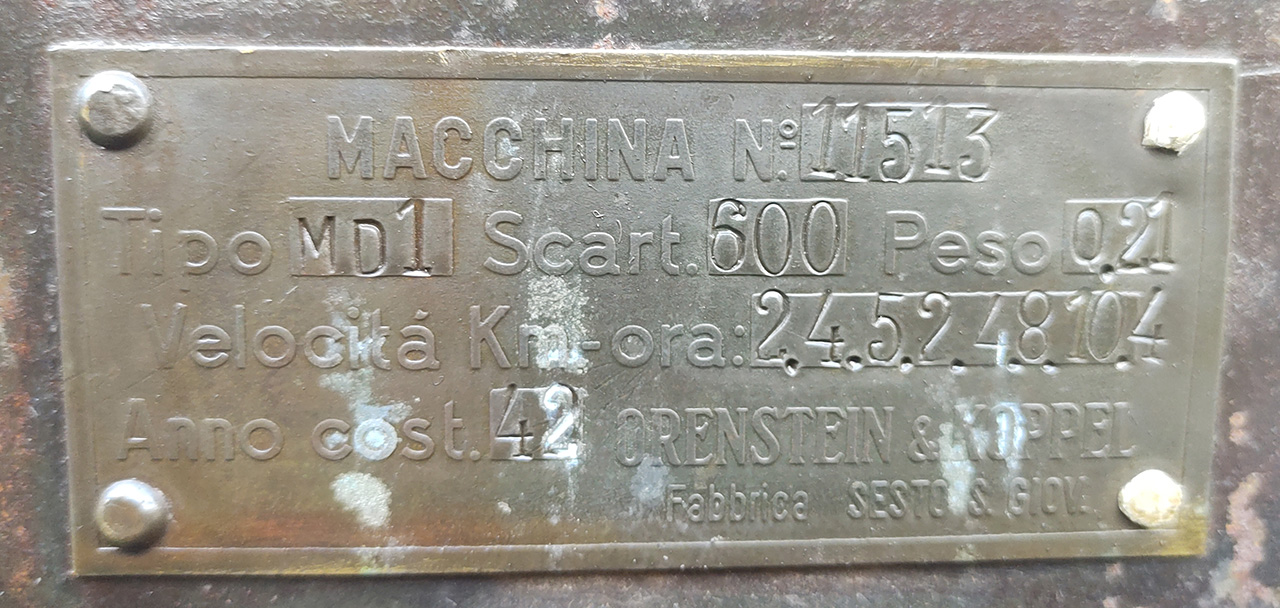 MACCHINA Nº. 11513
Tipo MD1 Scart. 600 Peso Q.21
Velocitá Km-ora: 2.4.5.2.4.8.10.4
Anno cost. 42 ORENSTEIN & KOPPEL
Fabbrica SESTO S. GIOV.